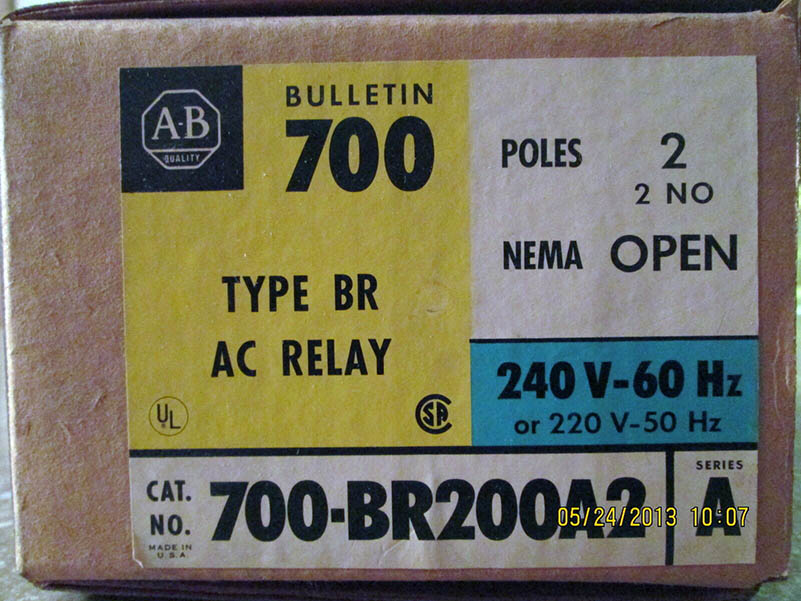 A-B
QUALITY
BULLETIN
700
TYPE BR
AC RELAY
UL
SA
POLES 2
2 NO
NEMA OPEN
240 V-60 Hz
or 220 V-50 Hz
CAT. NO. 700-BR200A2
MADE IN
U.S.A.
SERIES
A
05/24/2013 10:07